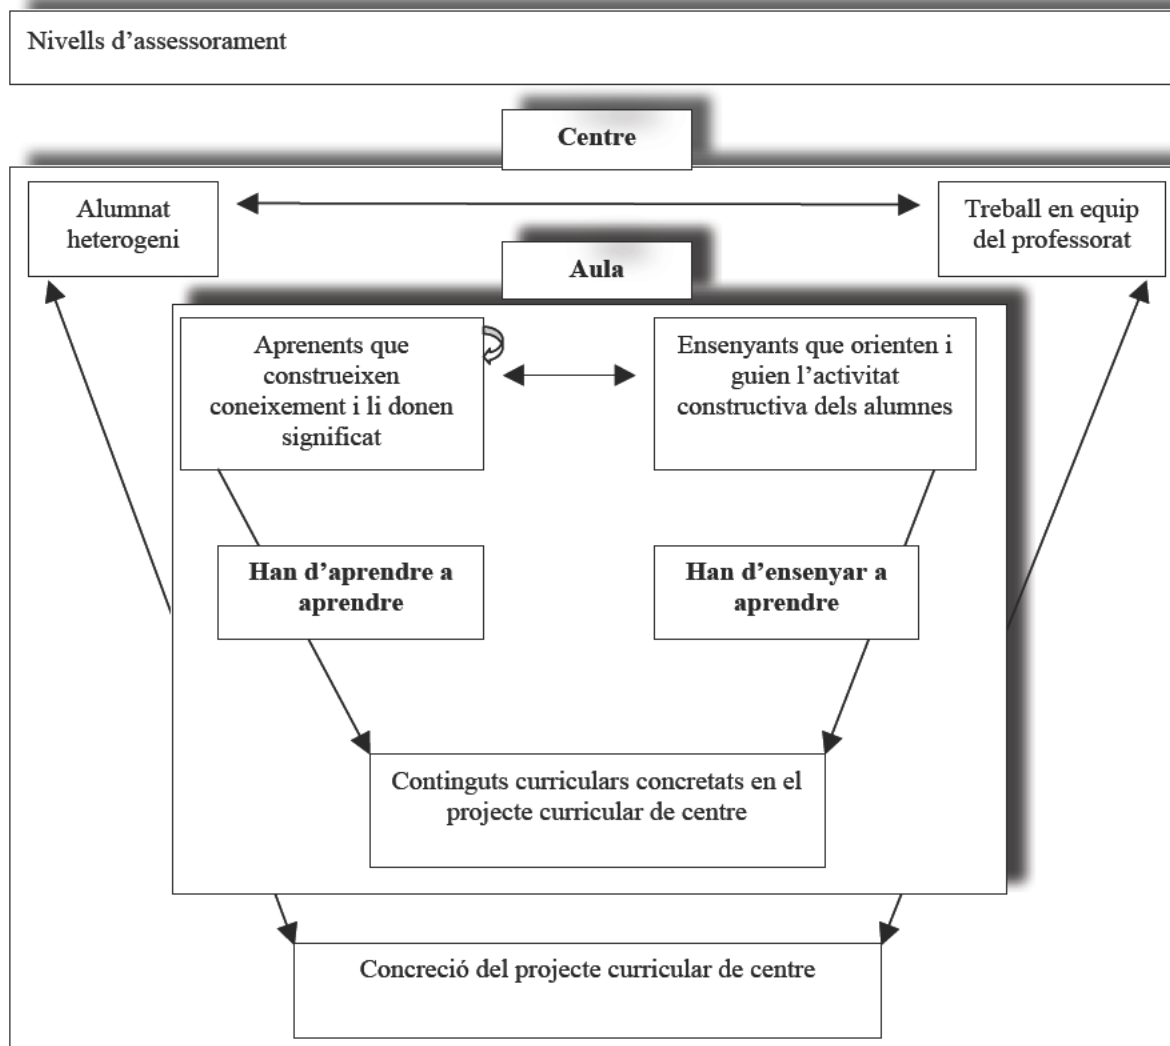 Nivells d’assessorament
Centre
Alumnat
heterogeni
Treball en equip
del professorat
Aula
Aprenents que
construeixen
coneixement i li donen
significat
Ensenyants que orienten i
guien l’activitat
constructiva dels alumnes
Han d’aprendre a
aprendre
Han d’ensenyar a
aprendre
Continguts curriculars concretats en el
projecte curricular de centre
Concreció del projecte curricular de centre